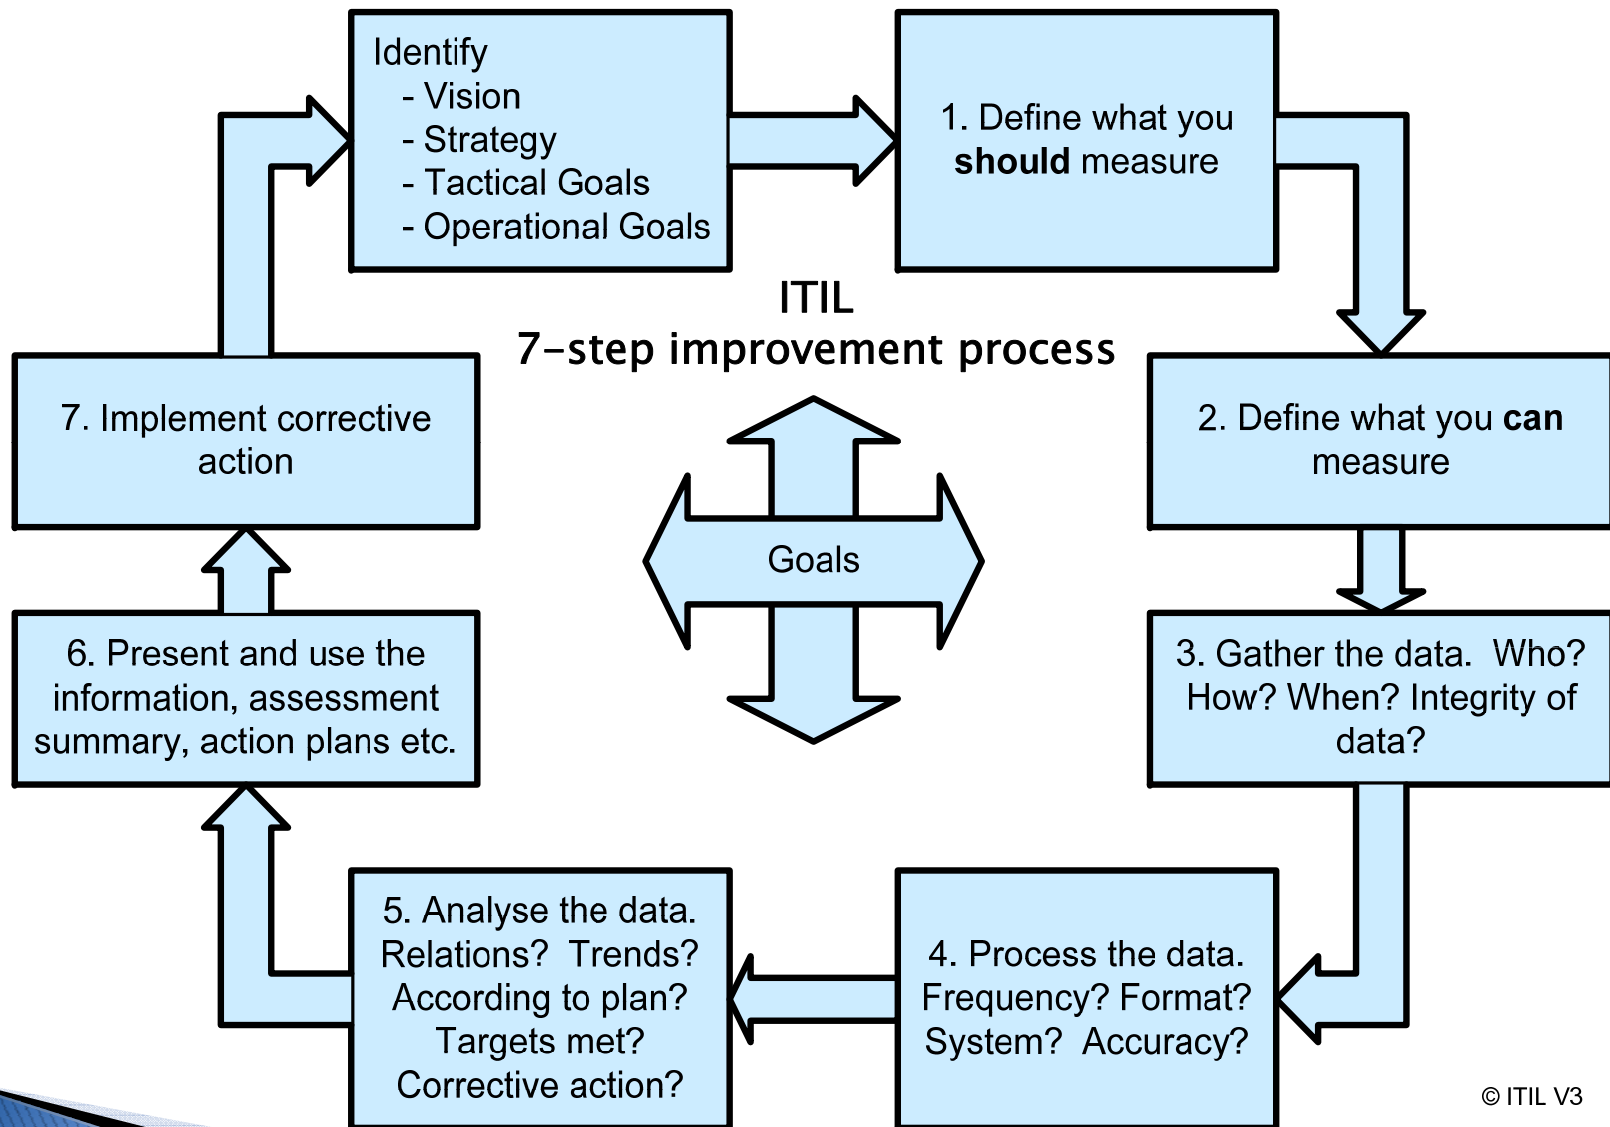 Identify
- Vision
- Strategy
- Tactical Goals
- Operational Goals
1. Define what you
should measure
ITIL
7-step improvement process
7. Implement corrective
action
2. Define what you can
measure
Goals
6. Present and use the
information, assessment
summary, action plans etc.
3. Gather the data. Who?
How? When? Integrity of
data?
5. Analyse the data.
Relations? Trends?
According to plan?
Targets met?
Corrective action?
4. Process the data.
Frequency? Format?
System? Accuracy?
© ITIL V3